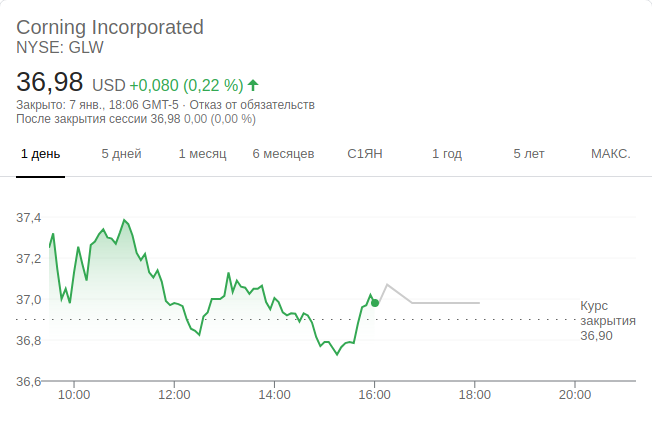 Corning Incorporated
NYSE: GLW
36,98 USD +0,080 (0,22 %)
Закрыто: 7 янв., 18:06 GMT-5 · Отказ от обязательств
После закрытия сессии 36,98 0,00 (0,00 %)
1 день 5 дней 1 месяц 6 месяцев С1ЯН 1 год 5 лет МАКС.
37,4
37,2
37,0
36,8
36,6
Курс
закрытия
36,90
10:00 12:00 14:00 16:00 18:00 20:00